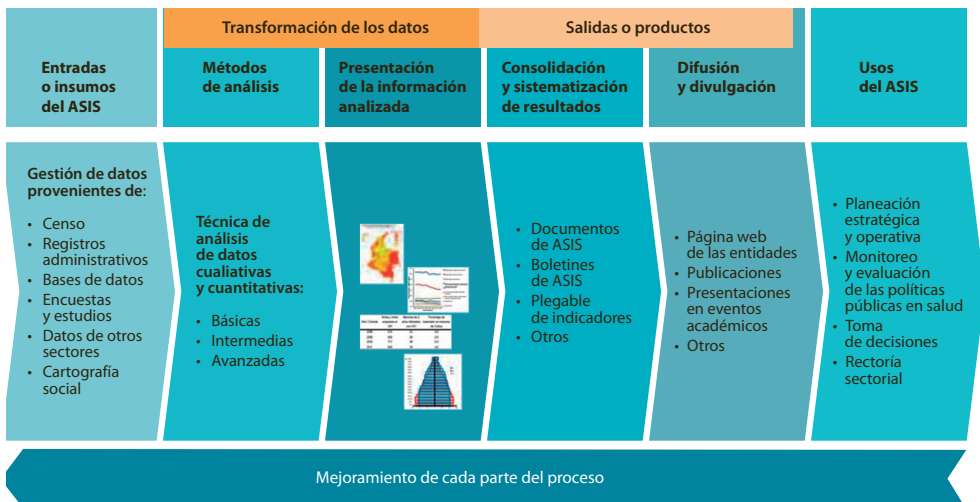 Transformación de los datos
Salidas o productos
Entradas
o insumos
del ASIS
Métodos
de análisis
Presentación
de la información
analizada
Consolidación
y sistematización
de resultados
Difusión
y divulgación
Usos
del ASIS
Gestión de datos
provenientes de:
• Censo
• Registros
administrativos
• Bases de datos
• Encuestas
y estudios
• Datos de otros
sectores
• Cartografía
social
Técnica de
análisis
de datos
cualiativas
y cuantitativas:
• Básicas
• Intermedias
• Avanzadas
• Documentos
de ASIS
• Boletines
de ASIS
• Plegable
de indicadores
• Otros
• Página web
de las entidades
• Publicaciones
• Presentaciones
en eventos
académicos
• Otros
• Planeación
estratégica
y operativa
• Monitoreo
y evaluación
de las políticas
públicas en salud
• Toma
de decisiones
• Rectoría
sectorial
Mejoramiento de cada parte del proceso